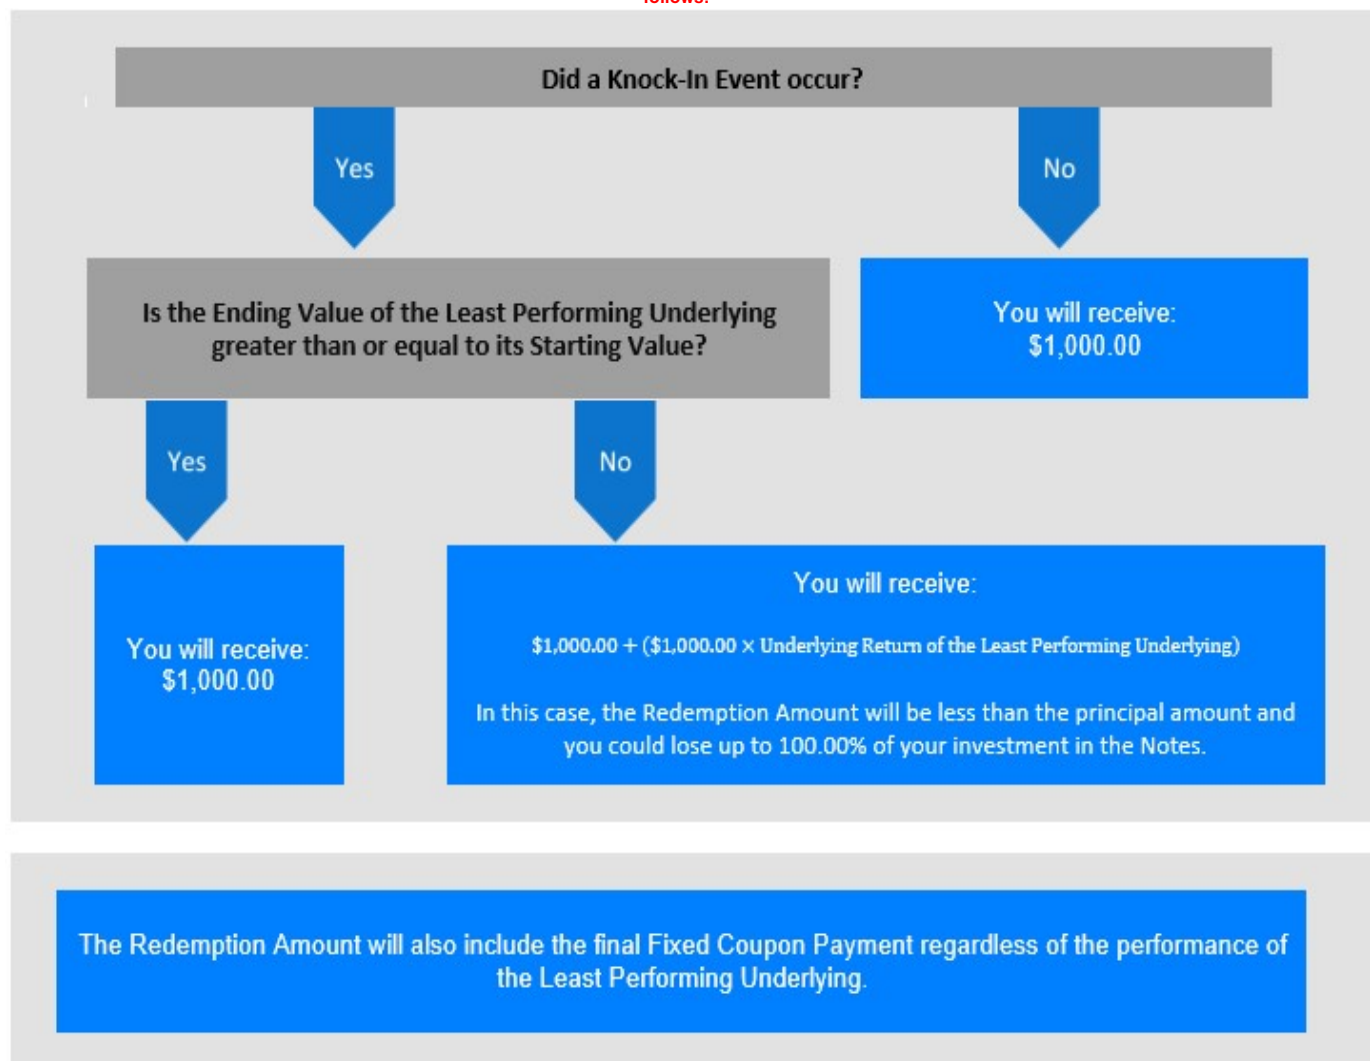 follows:
Did a Knock-In Event occur?
Yes
No
Is the Ending Value of the Least Performing Underlying
greater than or equal to its Starting Value?
You will receive:
$1,000.00
Yes
No
You will receive:
$1,000.00
You will receive:
$1,000.00 + ($1,000.00 × Underlying Return of the Least Performing Underlying)
In this case, the Redemption Amount will be less than the principal amount and
you could lose up to 100.00% of your investment in the Notes.
The Redemption Amount will also include the final Fixed Coupon Payment regardless of the performance of
the Least Performing Underlying.